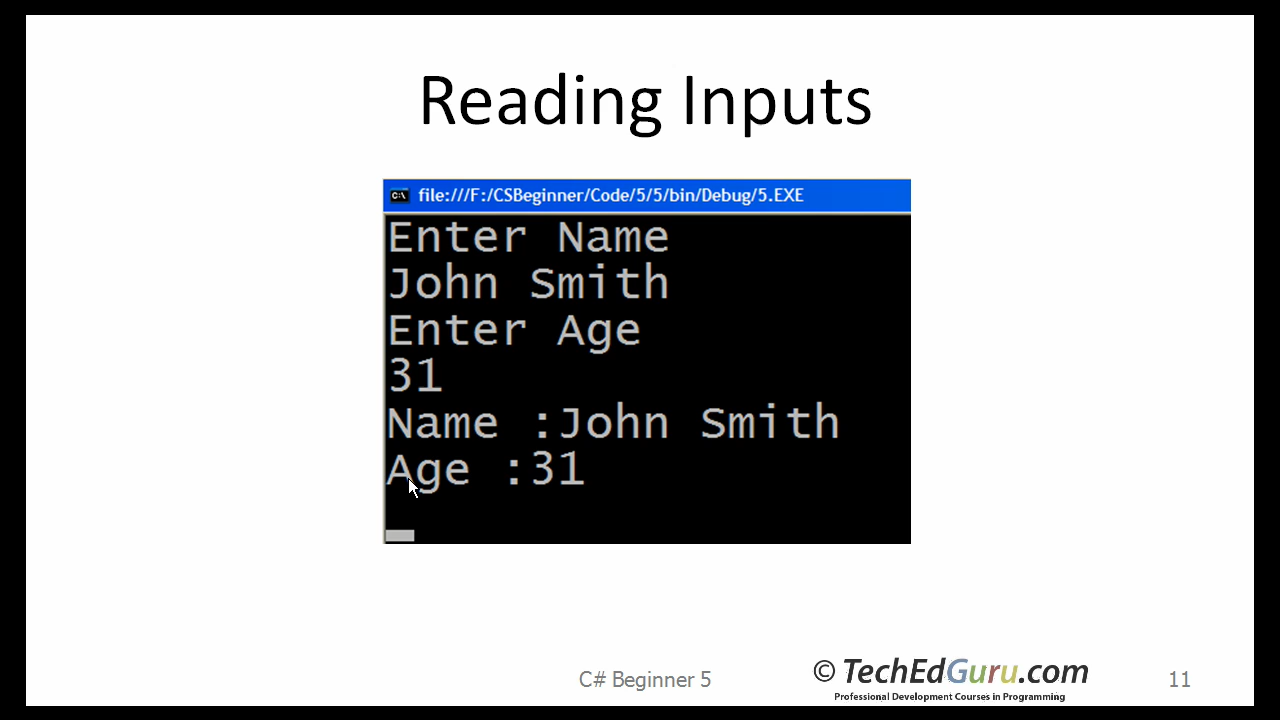 Reading Inputs
C:\ file:///F:/CSBeginner/Code/5/5/bin/Debug/5.EXE
Enter Name
John Smith
Enter Age
31
Name :John Smith
Age :31
C# Beginner 5
© TechEdGuru.com
Professional Development Courses in Programming
11